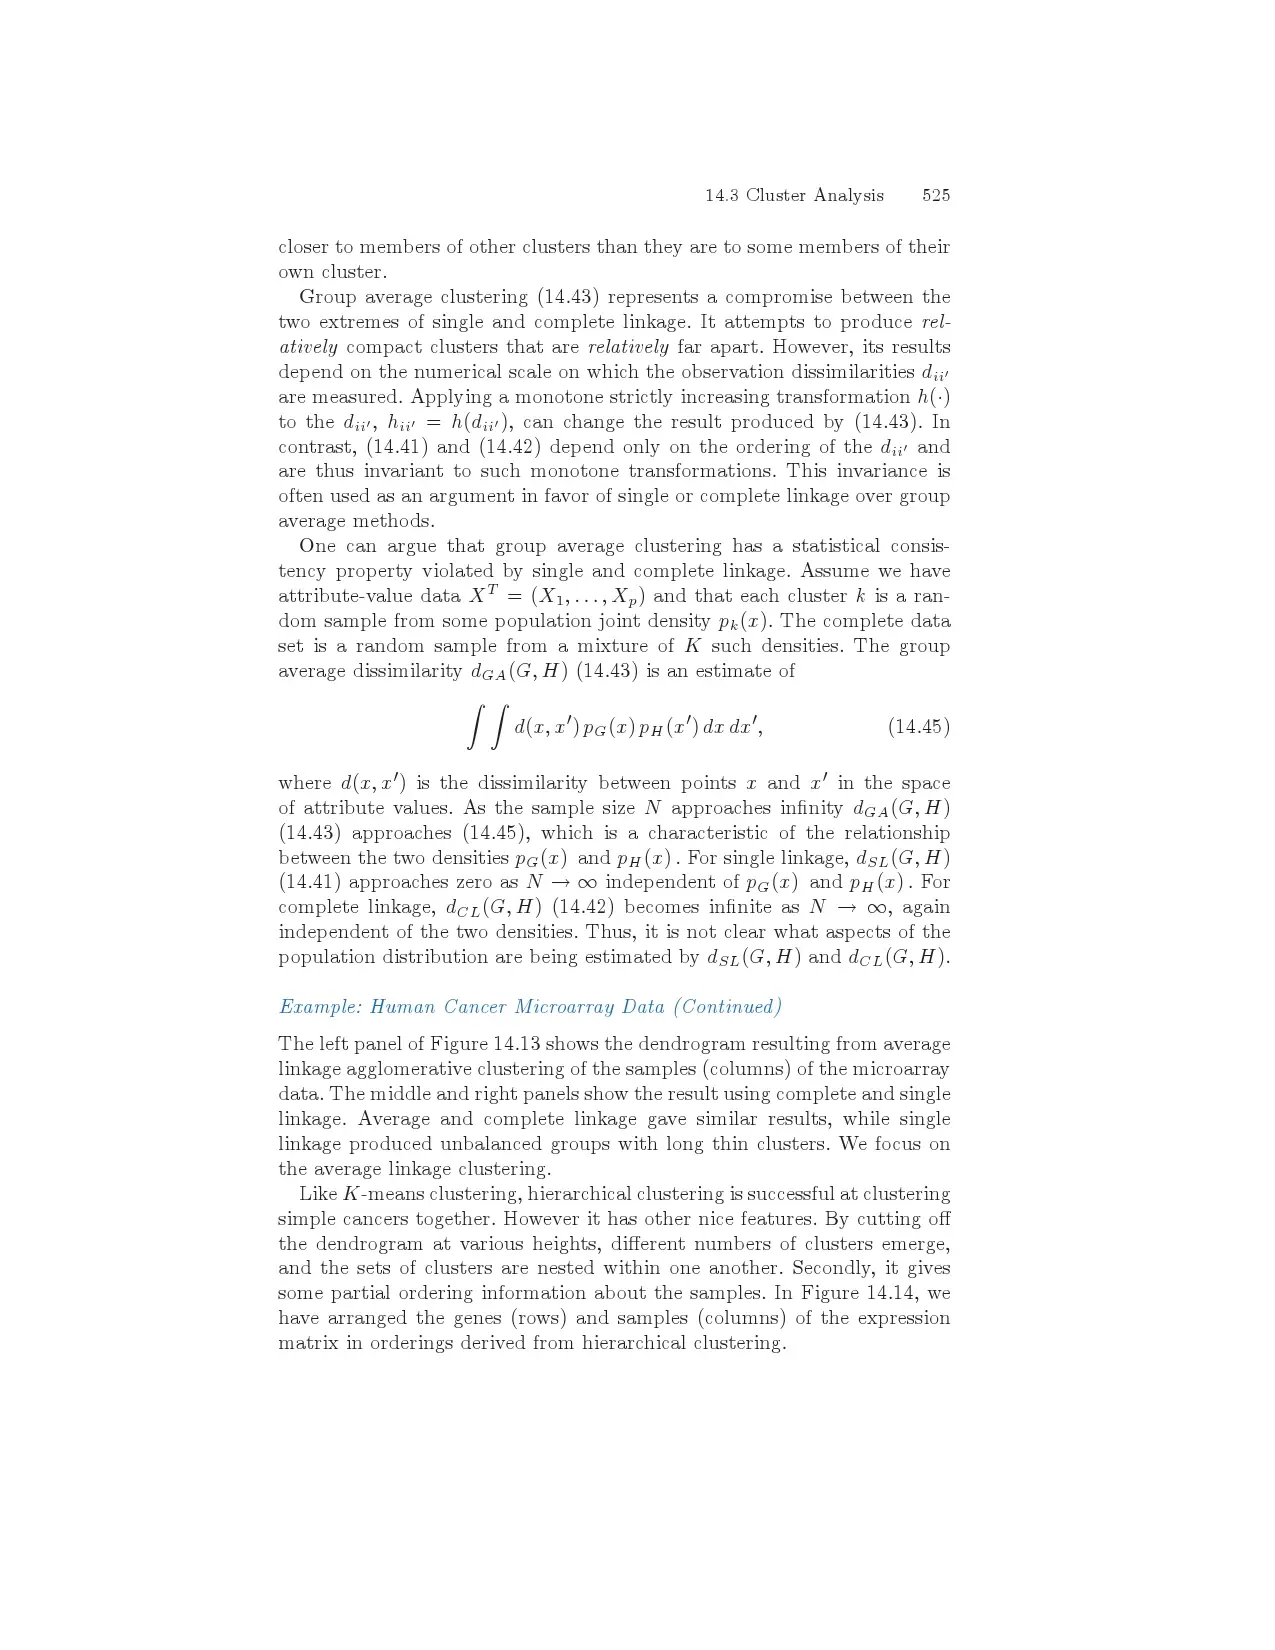 14.3 Cluster Analysis 525
closer to members of other clusters than they are to some members of their
own cluster.
Group average clustering (14.43) represents a compromise between the
two extremes of single and complete linkage. It attempts to produce rel-
atively compact clusters that are relatively far apart. However, its results
depend on the numerical scale on which the observation dissimilarities d_{ii′}
are measured. Applying a monotone strictly increasing transformation h(·)
to the d_{ii′}, h_{ii′} = h(d_{ii′}), can change the result produced by (14.43). In
contrast, (14.41) and (14.42) depend only on the ordering of the d_{ii′} and
are thus invariant to such monotone transformations. This invariance is
often used as an argument in favor of single or complete linkage over group
average methods.
One can argue that group average clustering has a statistical consis-
tency property violated by single and complete linkage. Assume we have
attribute-value data X^T = (X_1, . . . , X_p) and that each cluster k is a ran-
dom sample from some population joint density p_k(x). The complete data
set is a random sample from a mixture of K such densities. The group
average dissimilarity d_{GA}(G, H) (14.43) is an estimate of
∫ ∫ d(x, x′) p_G(x) p_H(x′) dx dx′, (14.45)
where d(x, x′) is the dissimilarity between points x and x′ in the space
of attribute values. As the sample size N approaches infinity d_{GA}(G, H)
(14.43) approaches (14.45), which is a characteristic of the relationship
between the two densities p_G(x) and p_H(x). For single linkage, d_{SL}(G, H)
(14.41) approaches zero as N → ∞ independent of p_G(x) and p_H(x). For
complete linkage, d_{CL}(G, H) (14.42) becomes infinite as N → ∞, again
independent of the two densities. Thus, it is not clear what aspects of the
population distribution are being estimated by d_{SL}(G, H) and d_{CL}(G, H).
Example: Human Cancer Microarray Data (Continued)
The left panel of Figure 14.13 shows the dendrogram resulting from average
linkage agglomerative clustering of the samples (columns) of the microarray
data. The middle and right panels show the result using complete and single
linkage. Average and complete linkage gave similar results, while single
linkage produced unbalanced groups with long thin clusters. We focus on
the average linkage clustering.
Like K-means clustering, hierarchical clustering is successful at clustering
simple cancers together. However it has other nice features. By cutting off
the dendrogram at various heights, different numbers of clusters emerge,
and the sets of clusters are nested within one another. Secondly, it gives
some partial ordering information about the samples. In Figure 14.14, we
have arranged the genes (rows) and samples (columns) of the expression
matrix in orderings derived from hierarchical clustering.